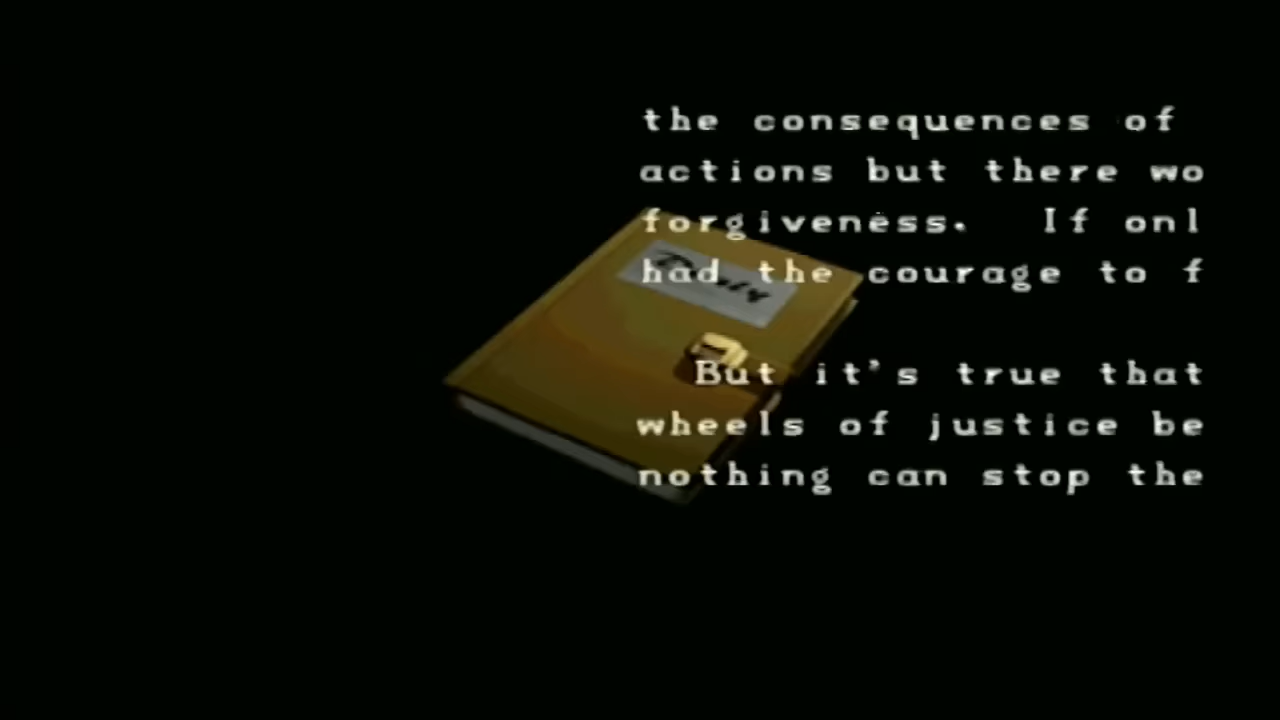 the consequences of
actions but there wo
forgiveness. If onl
had the courage to f
But it's true that
wheels of justice be
nothing can stop the
Diary